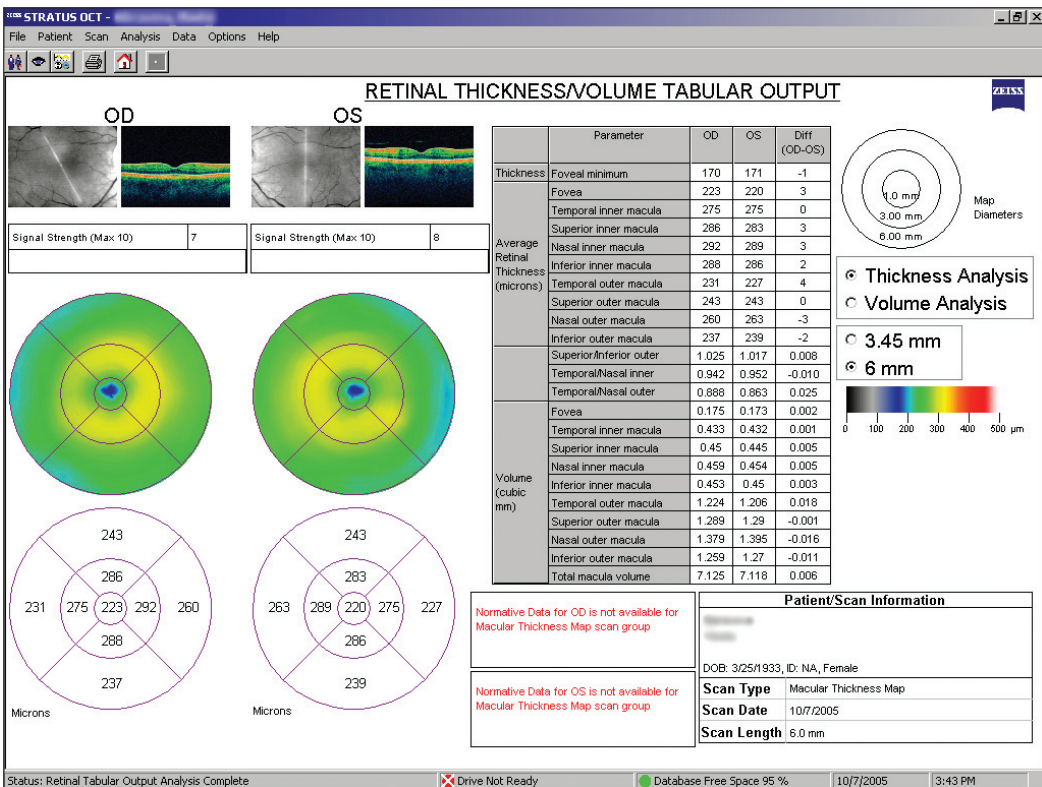 ZEISS STRATUS OCT -
File Patient Scan Analysis Data Options Help
RETINAL THICKNESS/VOLUME TABULAR OUTPUT
ZEISS
OD OS
Signal Strength (Max 10) 7 Signal Strength (Max 10) 8
Parameter OD OS Diff (OD-OS)
Thickness Foveal minimum 170 171 -1
Average Retinal Thickness (microns)
Fovea 223 220 3
Temporal inner macula 275 275 0
Superior inner macula 286 283 3
Nasal inner macula 292 289 3
Inferior inner macula 288 286 2
Temporal outer macula 231 227 4
Superior outer macula 243 243 0
Nasal outer macula 260 263 -3
Inferior outer macula 237 239 -2
Superior/Inferior outer 1.025 1.017 0.008
Temporal/Nasal inner 0.942 0.952 -0.010
Temporal/Nasal outer 0.888 0.863 0.025
Volume (cubic mm)
Fovea 0.175 0.173 0.002
Temporal inner macula 0.433 0.432 0.001
Superior inner macula 0.45 0.445 0.005
Nasal inner macula 0.459 0.454 0.005
Inferior inner macula 0.453 0.45 0.003
Temporal outer macula 1.224 1.206 0.018
Superior outer macula 1.289 1.29 -0.001
Nasal outer macula 1.379 1.395 -0.016
Inferior outer macula 1.259 1.27 -0.011
Total macula volume 7.125 7.118 0.006
1.0 mm
3.00 mm
6.00 mm
Map
Diameters
Thickness Analysis
Volume Analysis
3.45 mm
6 mm
0 100 200 300 400 500 µm
243
286
231 275 223 292 260
288
237
Microns
243
283
263 289 220 275 227
286
239
Microns
Normative Data for OD is not available for
Macular Thickness Map scan group
Normative Data for OS is not available for
Macular Thickness Map scan group
Patient/Scan Information
DOB: 3/25/1933, ID: NA, Female
Scan Type Macular Thickness Map
Scan Date 10/7/2005
Scan Length 6.0 mm
Status: Retinal Tabular Output Analysis Complete Drive Not Ready Database Free Space 95 % 10/7/2005 3:43 PM